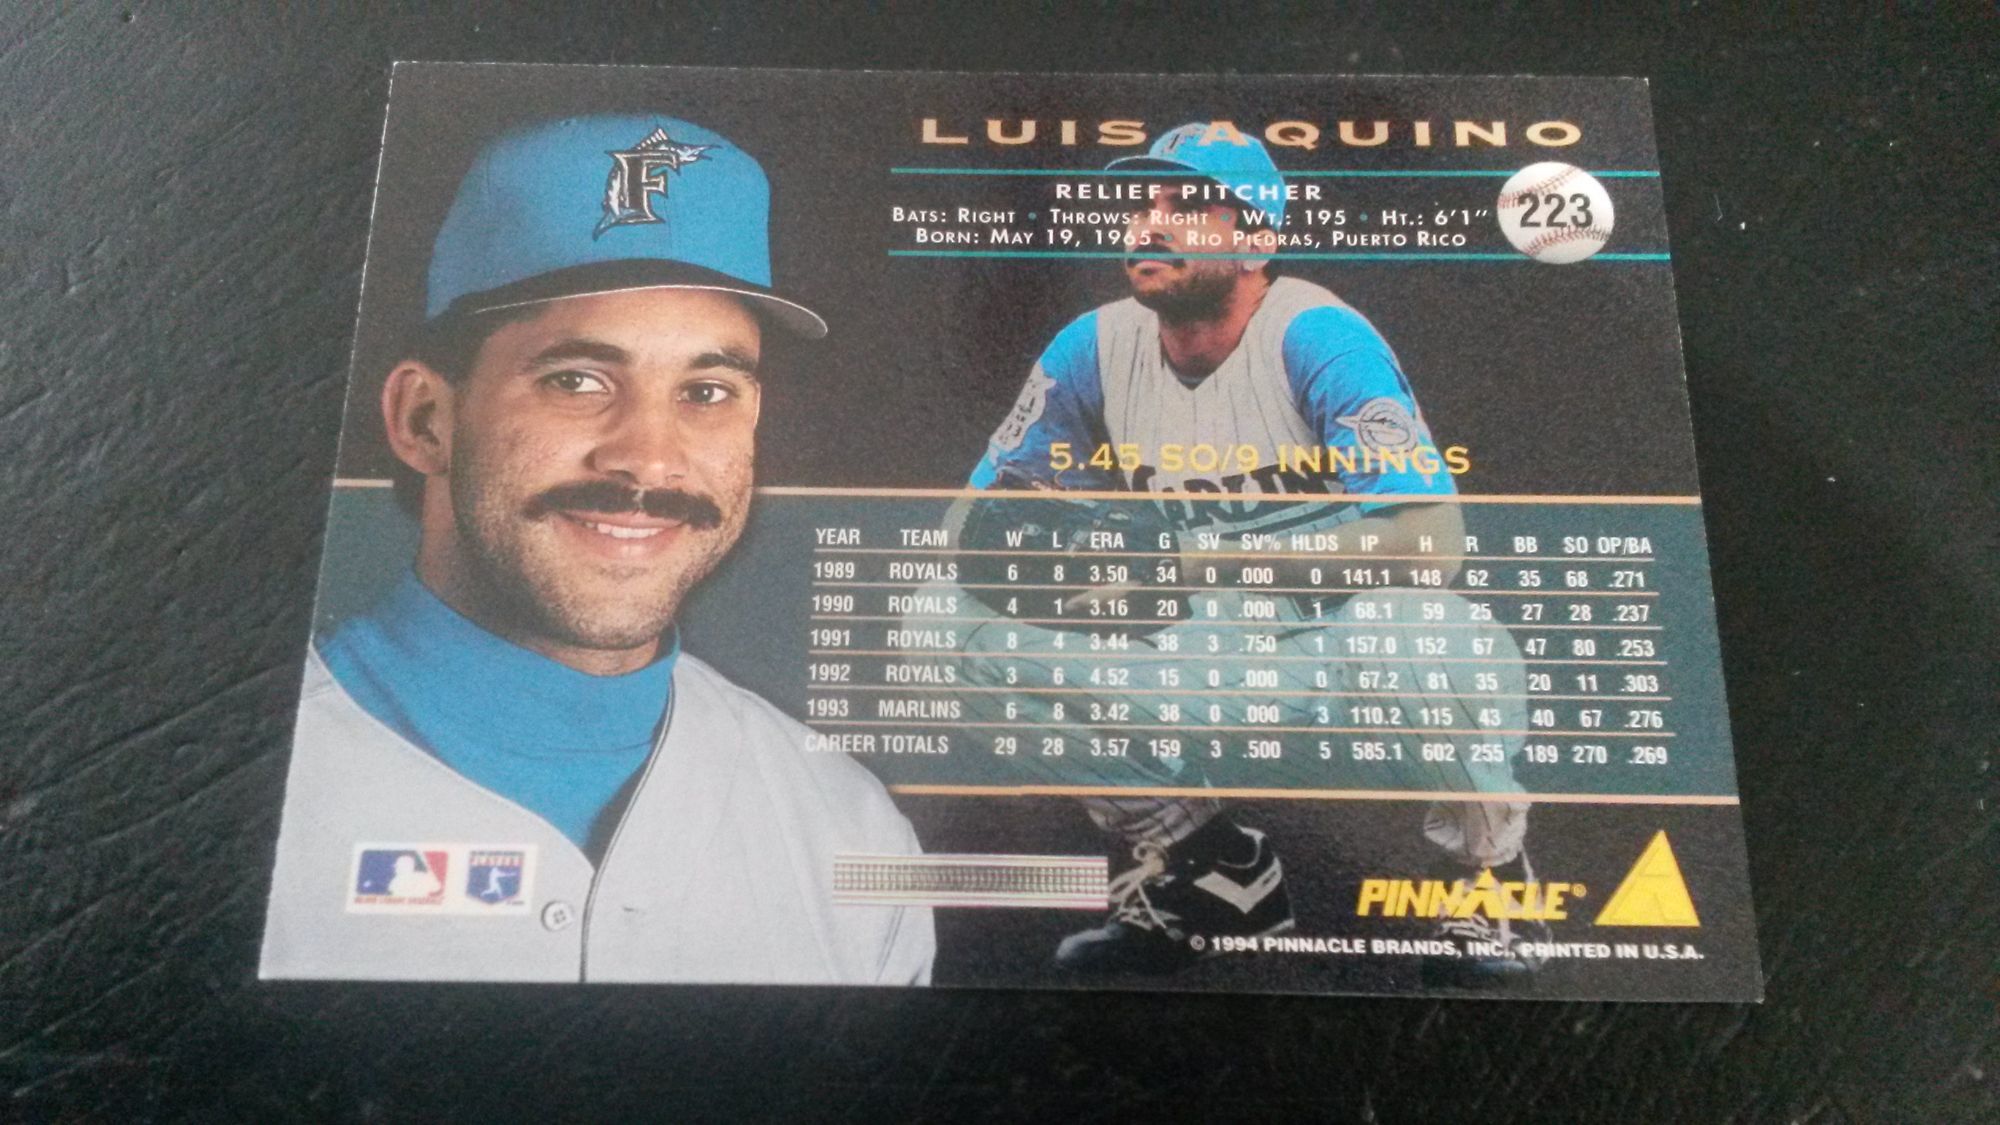 LUIS AQUINO
RELIEF PITCHER
BATS: RIGHT • THROWS: RIGHT • WT.: 195 • HT.: 6'1"
BORN: MAY 19, 1965 • RIO PIEDRAS, PUERTO RICO
223
F
5.45 SO/9 INNINGS
MARLINS
YEAR TEAM W L ERA G SV SV% HLDS IP H R BB SO OP/BA
1989 ROYALS 6 8 3.50 34 0 .000 0 141.1 148 62 35 68 .271
1990 ROYALS 4 1 3.16 20 0 .000 1 68.1 59 25 27 28 .237
1991 ROYALS 8 4 3.44 38 3 .750 1 157.0 152 67 47 80 .253
1992 ROYALS 3 6 4.52 15 0 .000 0 67.2 81 35 20 11 .303
1993 MARLINS 6 8 3.42 38 0 .000 3 110.2 115 43 40 67 .276
CAREER TOTALS 29 28 3.57 159 3 .500 5 585.1 602 255 189 270 .269
PLAYERS
MAJOR LEAGUE BASEBALL
PINNACLE®
© 1994 PINNACLE BRANDS, INC., PRINTED IN U.S.A.